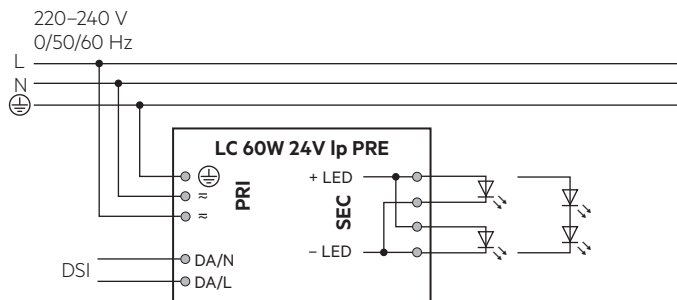 220–240 V
0/50/60 Hz
L
N
LC 60W 24V lp PRE
PRI
≈
≈
+ LED
SEC
– LED
DSI
DA/N
DA/L